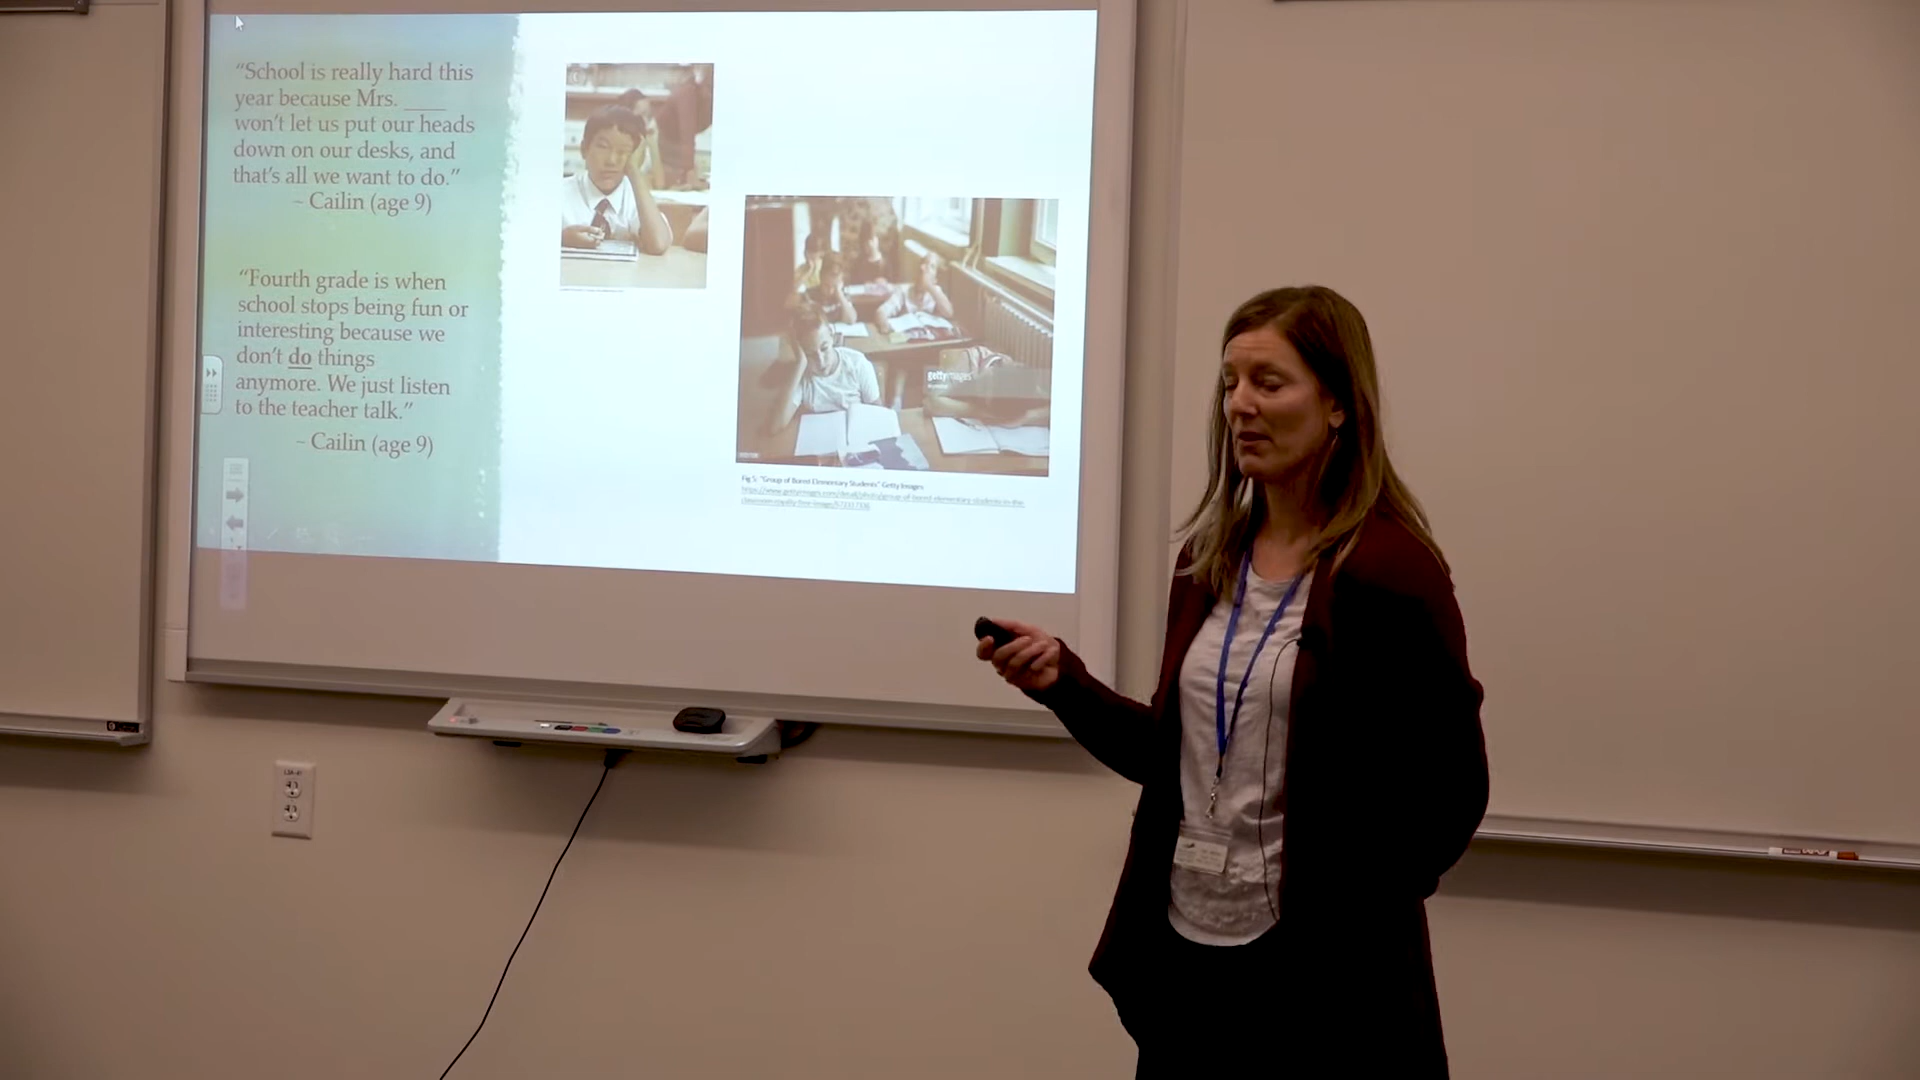 “School is really hard this
year because Mrs. ____
won’t let us put our heads
down on our desks, and
that’s all we want to do.”
~ Cailin (age 9)
“Fourth grade is when
school stops being fun or
interesting because we
don’t do things
anymore. We just listen
to the teacher talk.”
~ Cailin (age 9)
gettyimages
Fig 5: "Group of Bored Elementary Students" Getty Images